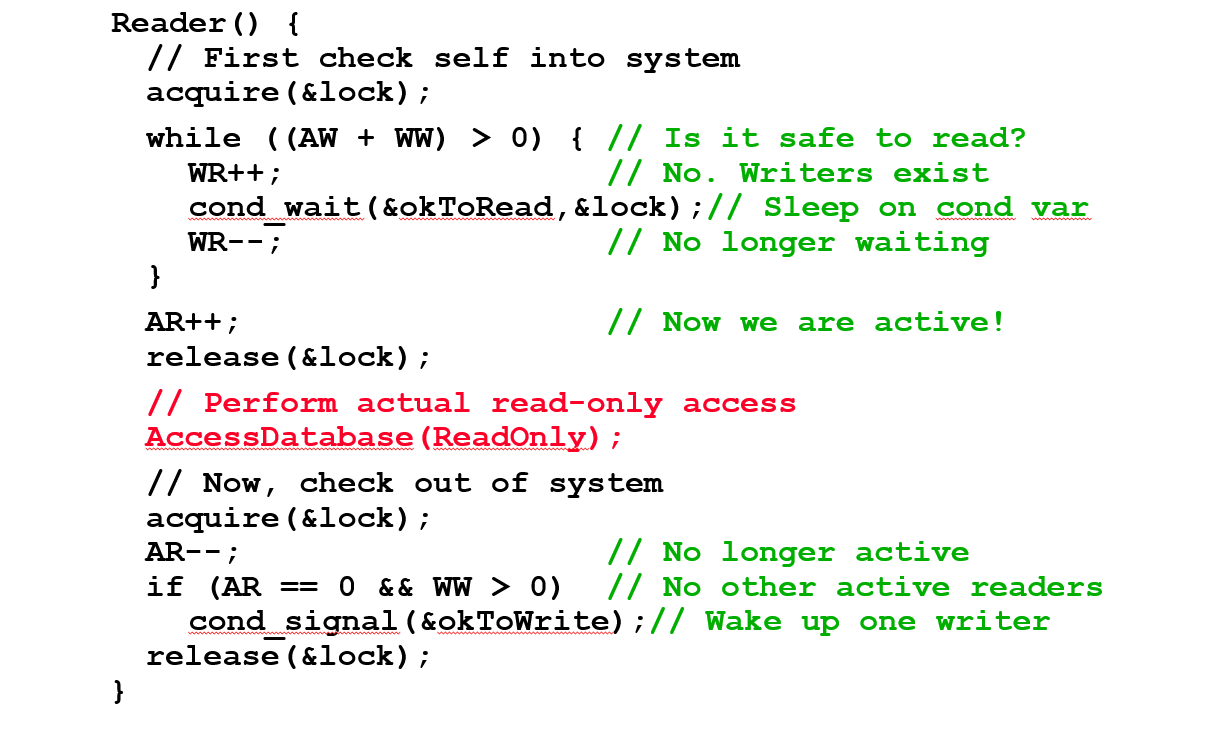 Reader() {
// First check self into system
acquire(&lock);
while ((AW + WW) > 0) { // Is it safe to read?
WR++; // No. Writers exist
cond_wait(&okToRead,&lock);// Sleep on cond var
WR--; // No longer waiting
}
AR++; // Now we are active!
release(&lock);
// Perform actual read-only access
AccessDatabase(ReadOnly);
// Now, check out of system
acquire(&lock);
AR--; // No longer active
if (AR == 0 && WW > 0) // No other active readers
cond_signal(&okToWrite);// Wake up one writer
release(&lock);
}